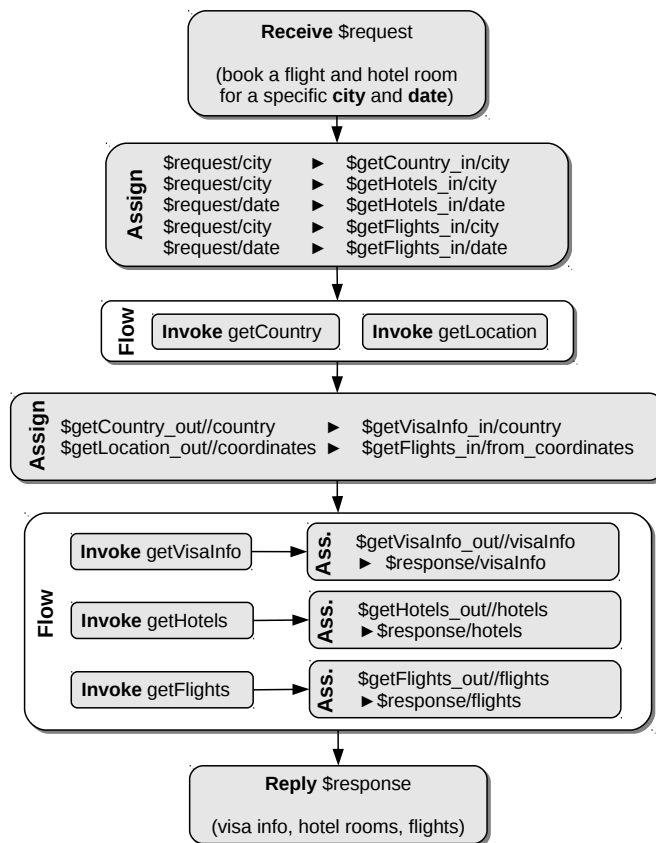 Receive $request
(book a flight and hotel room
for a specific city and date)
Assign
$request/city ► $getCountry_in/city
$request/city ► $getHotels_in/city
$request/date ► $getHotels_in/date
$request/city ► $getFlights_in/city
$request/date ► $getFlights_in/date
Flow
Invoke getCountry
Invoke getLocation
Assign
$getCountry_out//country ► $getVisaInfo_in/country
$getLocation_out//coordinates ► $getFlights_in/from_coordinates
Flow
Invoke getVisaInfo
Ass.
$getVisaInfo_out//visaInfo
► $response/visaInfo
Invoke getHotels
Ass.
$getHotels_out//hotels
►$response/hotels
Invoke getFlights
Ass.
$getFlights_out//flights
►$response/flights
Reply $response
(visa info, hotel rooms, flights)